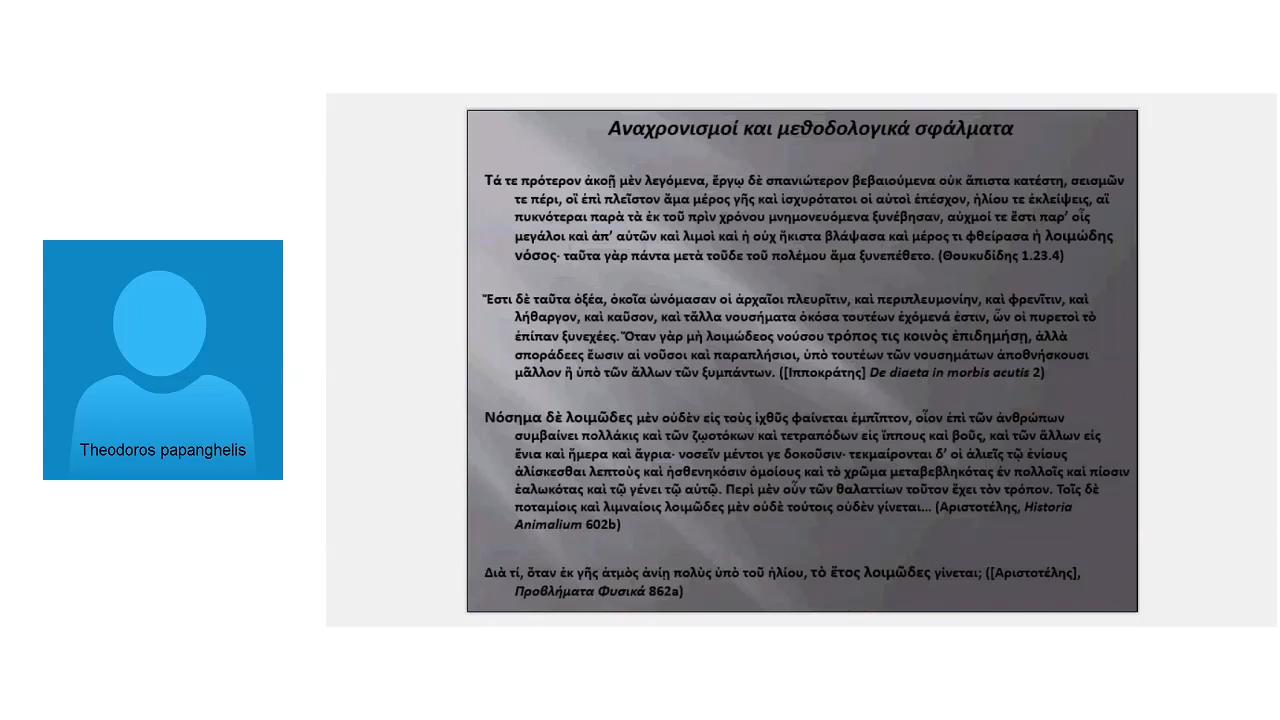 Αναχρονισμοί και μεθοδολογικά σφάλματα
Τά τε πρότερον ἀκοῇ μὲν λεγόμενα, ἔργῳ δὲ σπανιώτερον βεβαιούμενα οὐκ ἄπιστα κατέστη, σεισμῶν
τε πέρι, οἳ ἐπὶ πλεῖστον ἅμα μέρος γῆς καὶ ἰσχυρότατοι οἱ αὐτοὶ ἐπέσχον, ἡλίου τε ἐκλείψεις, αἳ
πυκνότεραι παρὰ τὰ ἐκ τοῦ πρὶν χρόνου μνημονευόμενα ξυνέβησαν, αὐχμοί τε ἔστι παρ’ οἷς
μεγάλοι καὶ ἀπ’ αὐτῶν καὶ λιμοὶ καὶ ἡ οὐχ ἥκιστα βλάψασα καὶ μέρος τι φθείρασα ἡ λοιμώδης
νόσος· ταῦτα γὰρ πάντα μετὰ τοῦδε τοῦ πολέμου ἅμα ξυνεπέθετο. (Θουκυδίδης 1.23.4)
Ἔστι δὲ ταῦτα ὀξέα, ὁκοῖα ὠνόμασαν οἱ ἀρχαῖοι πλευρῖτιν, καὶ περιπλευμονίην, καὶ φρενῖτιν, καὶ
λήθαργον, καὶ καῦσον, καὶ τἄλλα νουσήματα ὁκόσα τουτέων ἐχόμενά ἐστιν, ὧν οἱ πυρετοὶ τὸ
ἐπίπαν ξυνεχέες. Ὅταν γὰρ μὴ λοιμώδεος νούσου τρόπος τις κοινὸς ἐπιδημήσῃ, ἀλλὰ
σποράδεες ἔωσιν αἱ νοῦσοι καὶ παραπλήσιοι, ὑπὸ τουτέων τῶν νουσημάτων ἀποθνήσκουσι
μᾶλλον ἢ ὑπὸ τῶν ἄλλων τῶν ξυμπάντων. ([Ιπποκράτης] De diaeta in morbis acutis 2)
Νόσημα δὲ λοιμῶδες μὲν οὐδὲν εἰς τοὺς ἰχθῦς φαίνεται ἐμπῖπτον, οἷον ἐπὶ τῶν ἀνθρώπων
συμβαίνει πολλάκις καὶ τῶν ζῳοτόκων καὶ τετραπόδων εἰς ἵππους καὶ βοῦς, καὶ τῶν ἄλλων εἰς
ἔνια καὶ ἥμερα καὶ ἄγρια· νοσεῖν μέντοι γε δοκοῦσιν· τεκμαίρονται δ’ οἱ ἁλιεῖς τῷ ἐνίους
ἁλίσκεσθαι λεπτοὺς καὶ ἠσθενηκόσιν ὁμοίους καὶ τὸ χρῶμα μεταβεβληκότας ἐν πολλοῖς καὶ πίοσιν
ἑαλωκότας καὶ τῷ γένει τῷ αὐτῷ. Περὶ μὲν οὖν τῶν θαλαττίων τοῦτον ἔχει τὸν τρόπον. Τοῖς δὲ
ποταμίοις καὶ λιμναίοις λοιμῶδες μὲν οὐδὲ τούτοις οὐδὲν γίνεται... (Αριστοτέλης, Historia
Animalium 602b)
Διὰ τί, ὅταν ἐκ γῆς ἀτμὸς ἀνίῃ πολὺς ὑπὸ τοῦ ἡλίου, τὸ ἔτος λοιμῶδες γίνεται; ([Αριστοτέλης],
Προβλήματα Φυσικά 862a)
Theodoros papanghelis